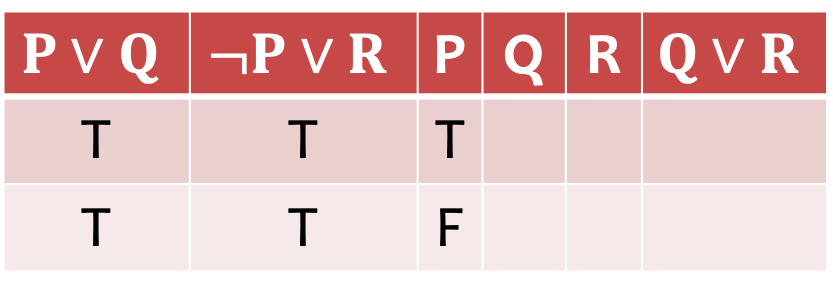 P ∨ Q ¬P ∨ R P Q R Q ∨ R
T T T
T T F